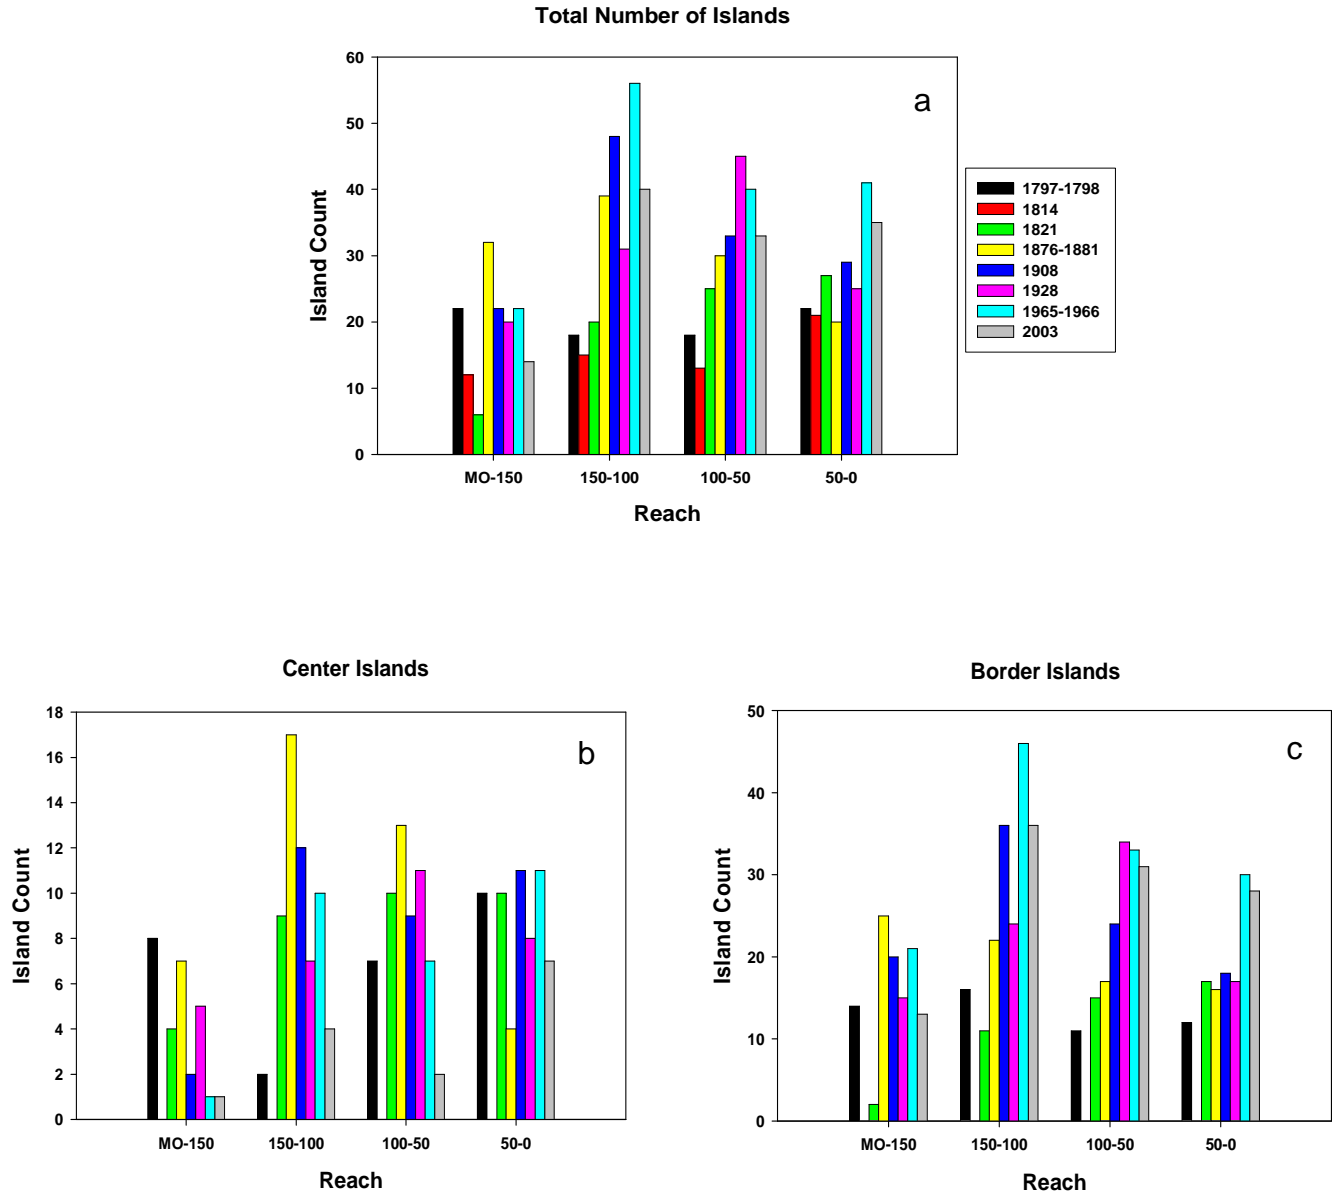 Total Number of Islands
60
50
40
30
20
10
0
Island Count
a
MO-150 150-100 100-50 50-0
Reach
1797-1798
1814
1821
1876-1881
1908
1928
1965-1966
2003
Center Islands
18
16
14
12
10
8
6
4
2
0
Island Count
b
MO-150 150-100 100-50 50-0
Reach
Border Islands
50
40
30
20
10
0
Island Count
c
MO-150 150-100 100-50 50-0
Reach